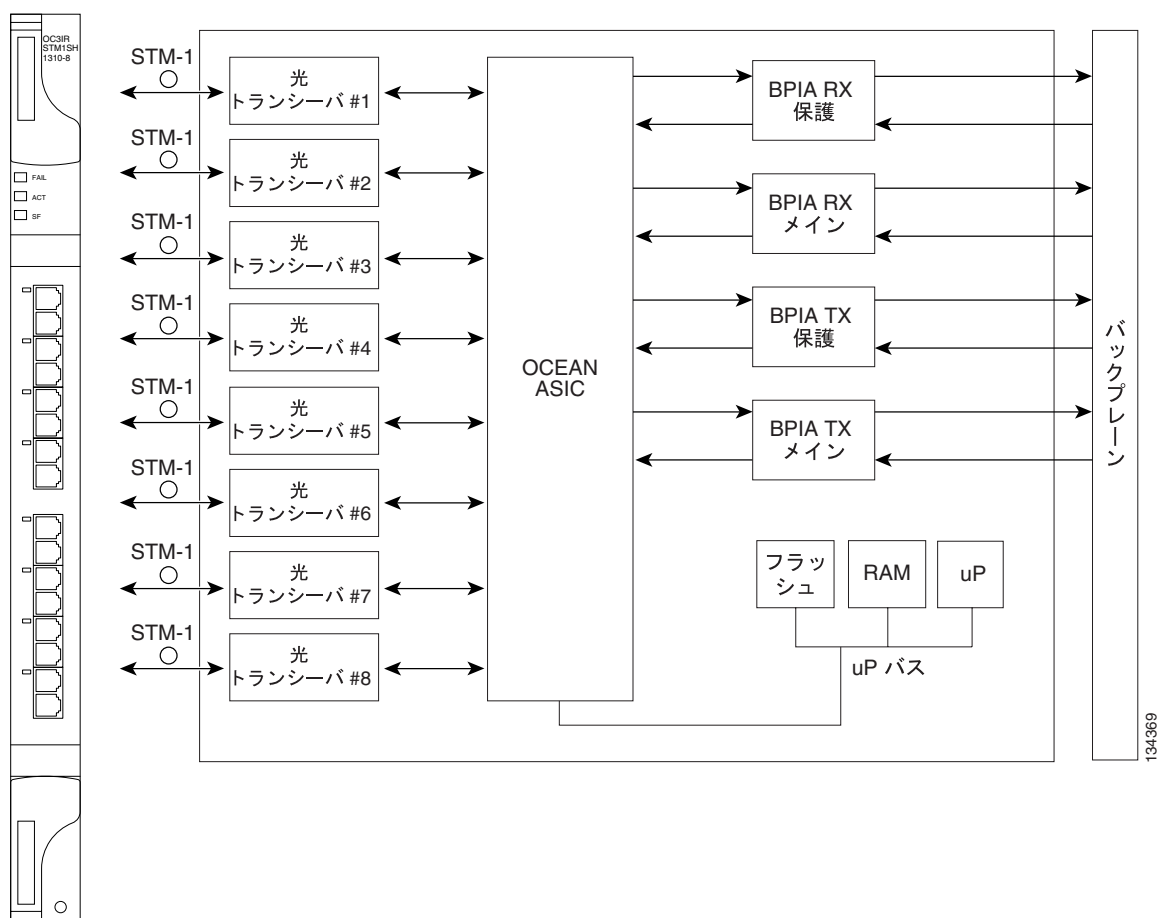 OC3IR
STM1SH
1310-8
FAIL
ACT
SF
STM-1
光
トランシーバ #1
STM-1
光
トランシーバ #2
STM-1
光
トランシーバ #3
STM-1
光
トランシーバ #4
STM-1
光
トランシーバ #5
STM-1
光
トランシーバ #6
STM-1
光
トランシーバ #7
STM-1
光
トランシーバ #8
OCEAN
ASIC
BPIA RX
保護
BPIA RX
メイン
BPIA TX
保護
BPIA TX
メイン
フラッ
シュ
RAM
uP
uP バス
バックプレーン
134369